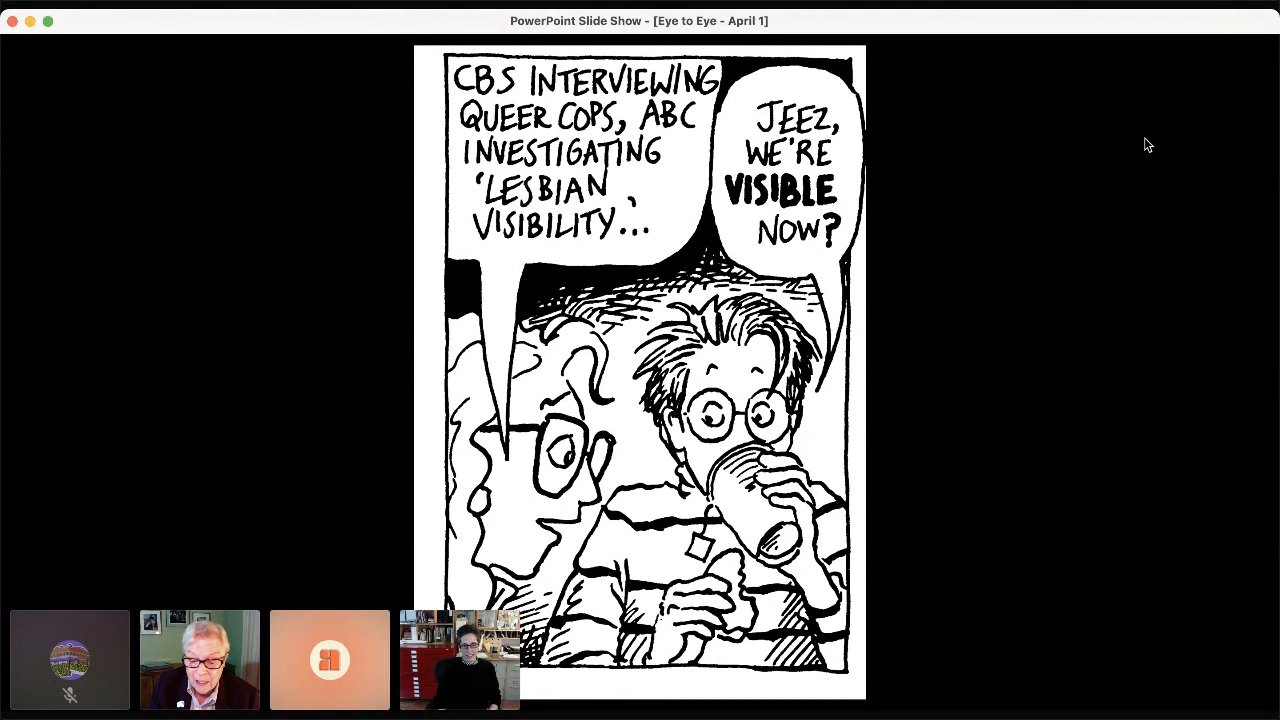 PowerPoint Slide Show - [Eye to Eye - April 1]
CBS INTERVIEWING
QUEER COPS, ABC
INVESTIGATING
'LESBIAN
VISIBILITY'...
JEEZ,
WE'RE
VISIBLE
NOW?